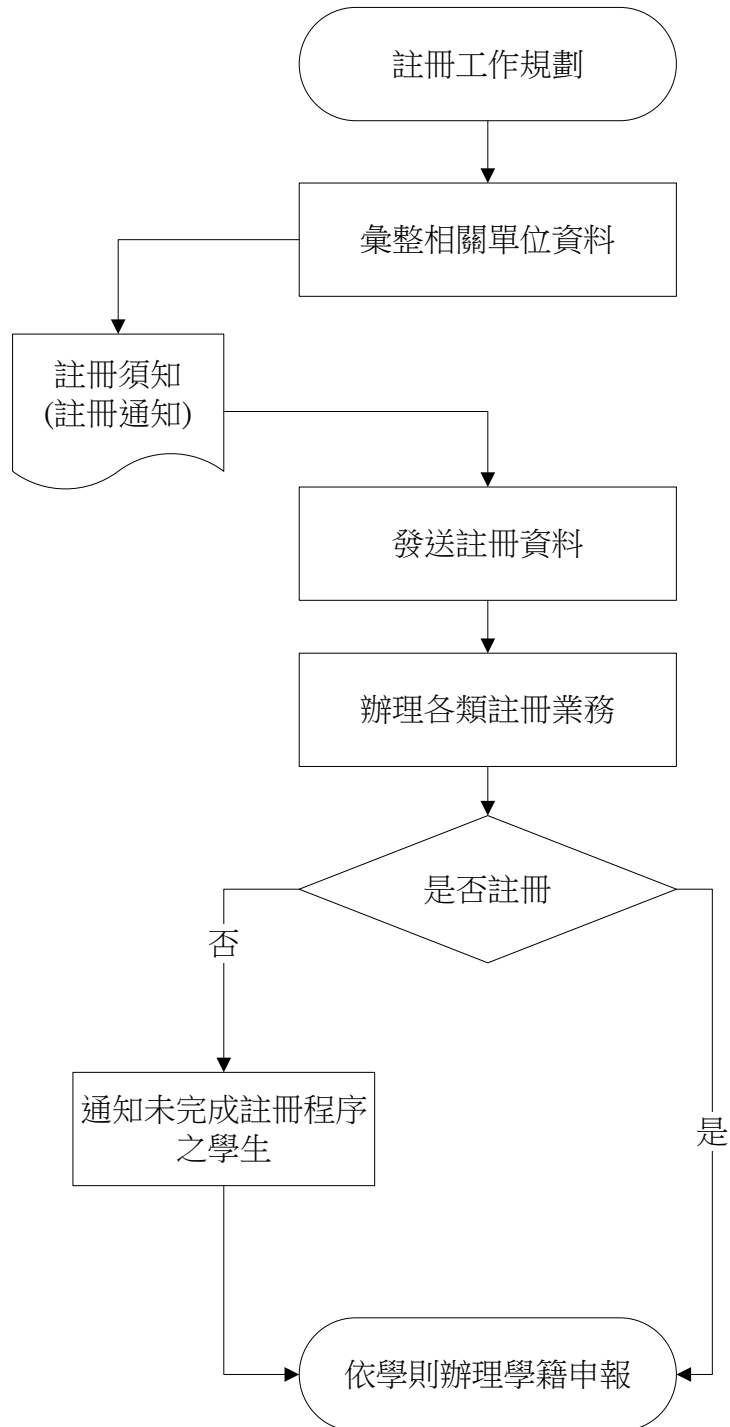 註冊工作規劃
彙整相關單位資料
註冊須知
(註冊通知)
發送註冊資料
辦理各類註冊業務
是否註冊
否
通知未完成註冊程序
之學生
是
依學則辦理學籍申報